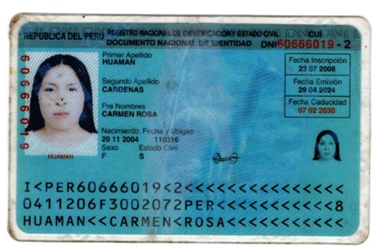 REPUBLICA DEL PERU REGISTRO NACIONAL DE IDENTIFICACION Y ESTADO CIVIL CUI
DOCUMENTO NACIONAL DE IDENTIDAD DNI 60666019 - 2
Primer Apellido
HUAMAN
Segundo Apellido
CARDENAS
Pre Nombres
CARMEN ROSA
Nacimiento: Fecha y Ubigeo
20 11 2004 110316
Sexo Estado Civil
F S
Fecha Inscripción
23 07 2008
Fecha Emisión
29 04 2024
Fecha Caducidad
07 02 2030
60666019
HUAMAN
I<PER60666019<2<<<<<<<<<<<<<<<
0411206F3002072PER<<<<<<<<<<<8
HUAMAN<<CARMEN<ROSA<<<<<<<<<<<